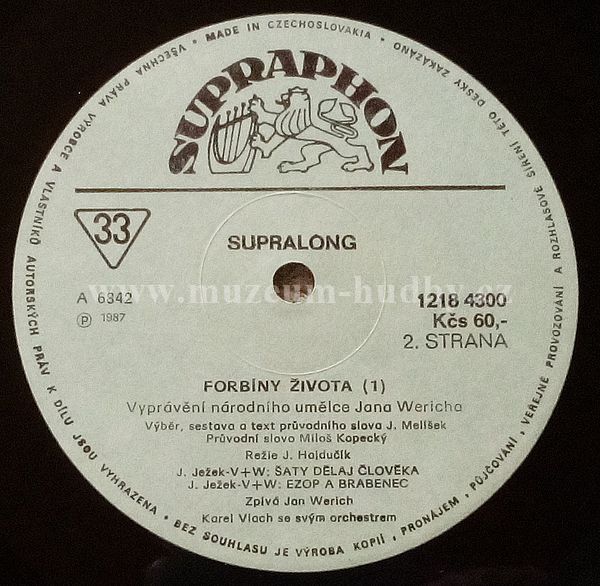 • MADE IN CZECHOSLOVAKIA • VŠECHNA PRÁVA VÝROBCE A VLASTNÍKŮ AUTORSKÝCH PRÁV K DÍLU JSOU VYHRAZENA • BEZ SOUHLASU JE VÝROBA KOPIÍ, PRONÁJEM, PŮJČOVÁNÍ, VEŘEJNÉ PROVOZOVÁNÍ A ROZHLASOVÉ ŠÍŘENÍ TÉTO DESKY ZAKÁZÁNO
SUPRAPHON
33
SUPRALONG
A 6342
Ⓟ 1987
www.muzeum-hudby.cz
1218 4300
Kčs 60,-
2. STRANA
FORBÍNY ŽIVOTA (1)
Vyprávění národního umělce Jana Wericha
Výběr, sestava a text průvodního slova J. Melíšek
Průvodní slovo Miloš Kopecký
Režie J. Hajdučík
J. Ježek-V+W: ŠATY DĚLAJ ČLOVĚKA
J. Ježek-V+W: EZOP A BRABENEC
Zpívá Jan Werich
Karel Vlach se svým orchestrem